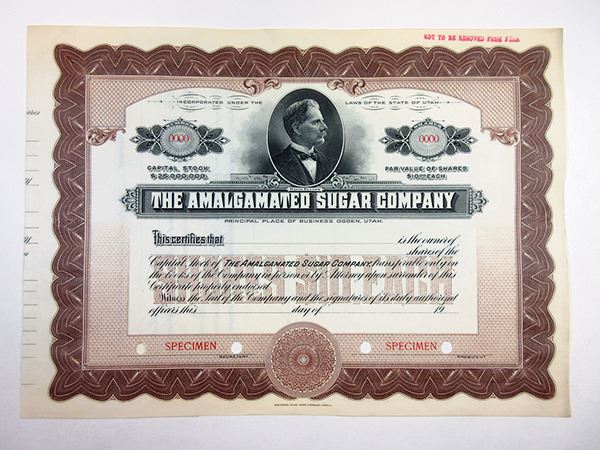 NOT TO BE REMOVED FROM FILE
INCORPORATED UNDER THE LAWS OF THE STATE OF UTAH
0000 0000
CAPITAL STOCK PAR VALUE OF SHARES
$25,000,000. $10.00 EACH.
THE AMALGAMATED SUGAR COMPANY
PRINCIPAL PLACE OF BUSINESS OGDEN, UTAH.
This certifies that is the owner of
shares of the
Capital Stock of THE AMALGAMATED SUGAR COMPANY, transferable only on
the books of the Company in person or by Attorney upon surrender of this
Certificate properly endorsed.
Witness the Seal of the Company and the signatures of its duly authorized
officers this day of 19
SPECIMEN SPECIMEN
SECRETARY PRESIDENT